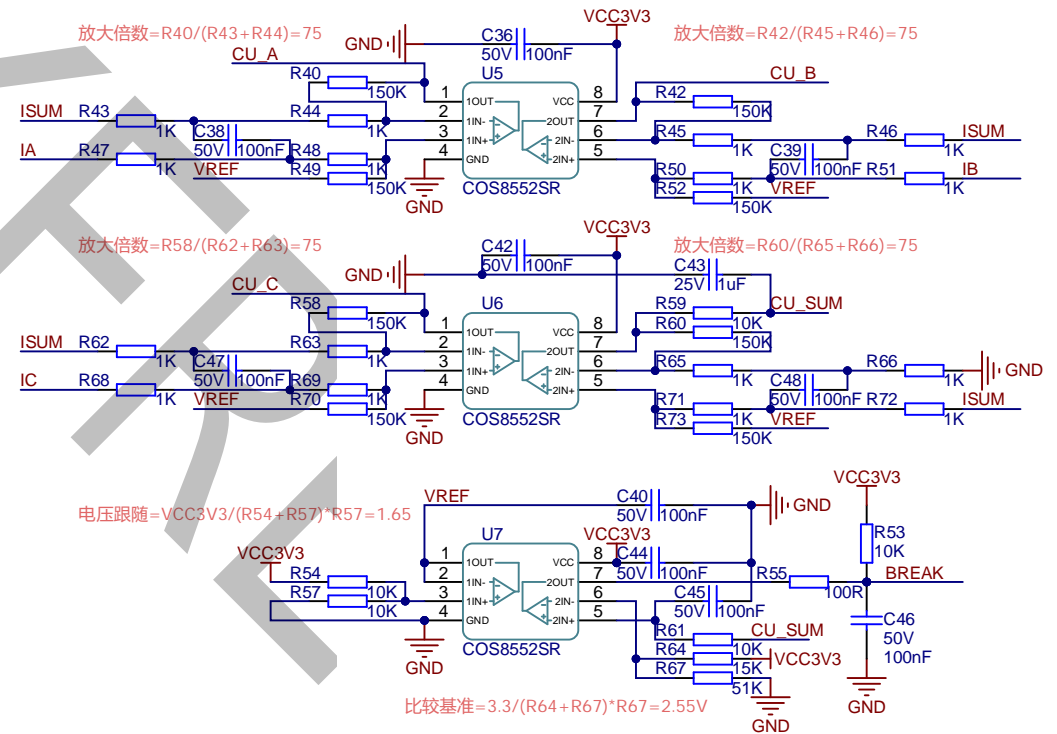 放大倍数=R40/(R43+R44)=75
放大倍数=R42/(R45+R46)=75
VCC3V3
GND
C36
50V 100nF
CU_A
U5
CU_B
R40
150K
R42
150K
1 1OUT VCC 8
2 1IN- 2OUT 7
3 1IN+ 2IN- 6
4 GND 2IN+ 5
COS8552SR
ISUM R43
1K
R44
1K
C38
50V 100nF
IA R47
1K
R48
1K
VREF R49
150K
GND
R45
1K
R46 ISUM
1K
C39
50V 100nF
R50
1K
R51 IB
1K
R52 VREF
150K
放大倍数=R58/(R62+R63)=75
放大倍数=R60/(R65+R66)=75
VCC3V3
C42
50V 100nF
GND
C43
25V 1uF
CU_C
U6
R58
150K
R59 CU_SUM
10K
R60
150K
1 1OUT VCC 8
2 1IN- 2OUT 7
3 1IN+ 2IN- 6
4 GND 2IN+ 5
COS8552SR
ISUM R62
1K
R63
1K
C47
50V 100nF
IC R68
1K
R69
1K
VREF R70
150K
GND
R65
1K
R66 GND
1K
C48
50V 100nF
R71
1K
R72 ISUM
1K
R73 VREF
150K
电压跟随=VCC3V3/(R54+R57)*R57=1.65
VREF
C40
50V 100nF
GND
VCC3V3
R53
10K
U7
VCC3V3
VCC3V3
C44
50V 100nF
R54
10K
R57
10K
1 1OUT VCC 8
2 1IN- 2OUT 7
3 1IN+ 2IN- 6
4 GND 2IN+ 5
COS8552SR
GND
R55
100R
BREAK
C45
50V 100nF
C46
50V
100nF
R61 CU_SUM
10K
R64 VCC3V3
15K
R67
51K
GND
GND
比较基准=3.3/(R64+R67)*R67=2.55V